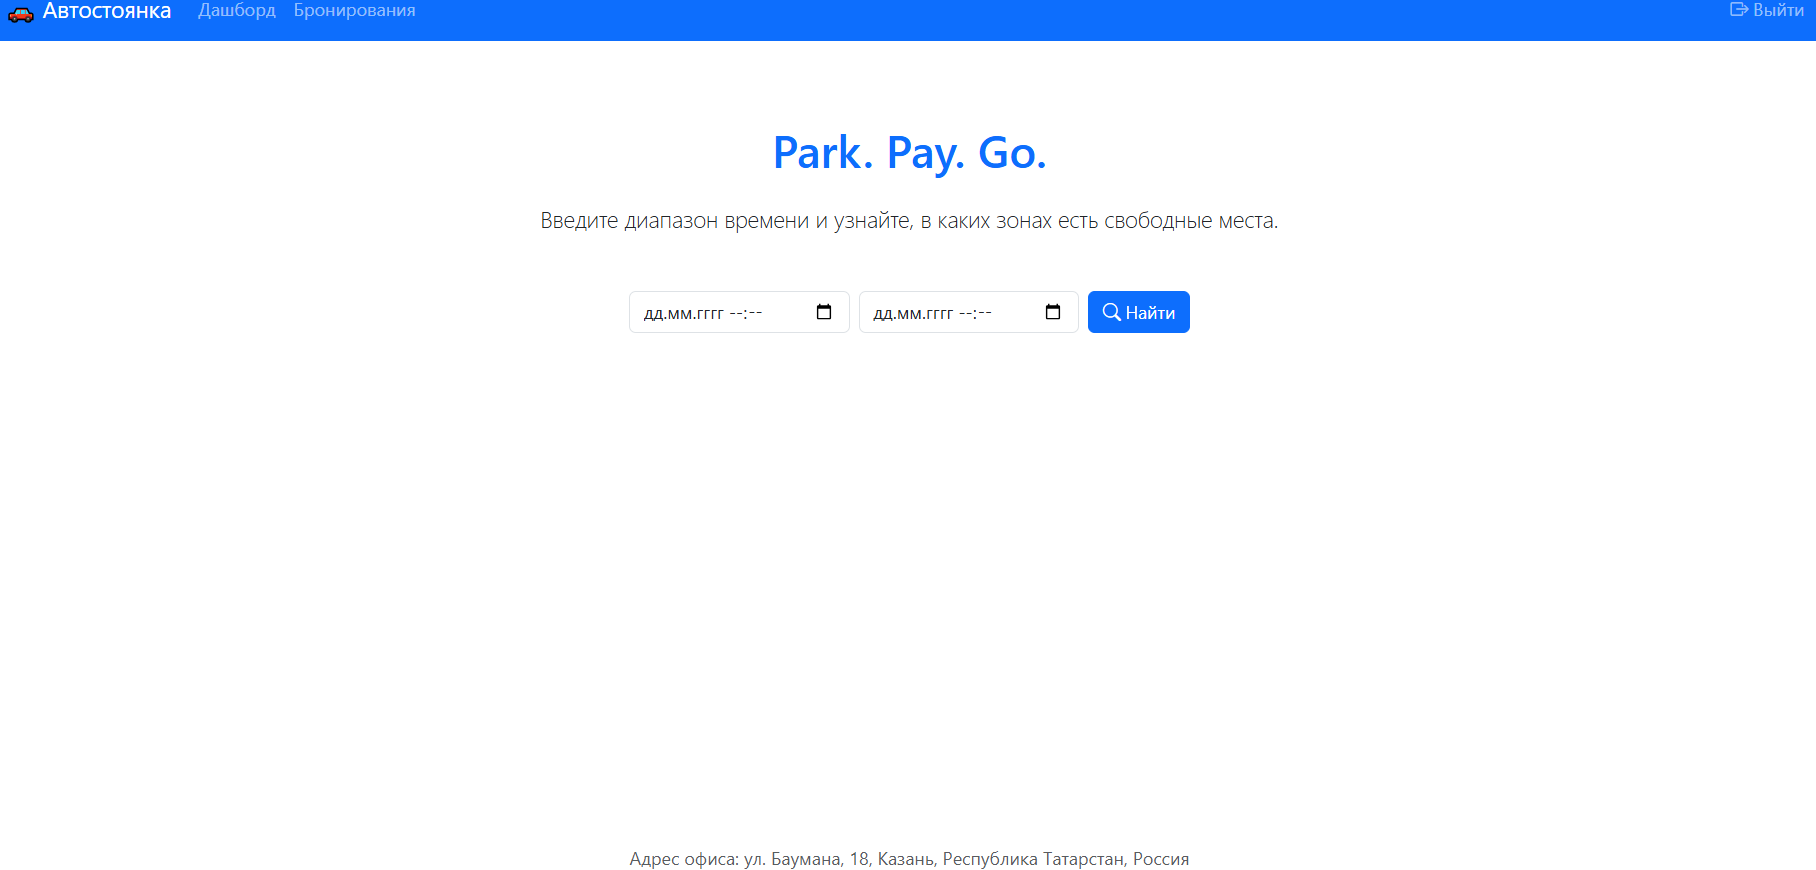 Автостоянка Дашборд Бронирования Выйти
Park. Pay. Go.
Введите диапазон времени и узнайте, в каких зонах есть свободные места.
дд.мм.гггг --:-- дд.мм.гггг --:-- Найти
Адрес офиса: ул. Баумана, 18, Казань, Республика Татарстан, Россия